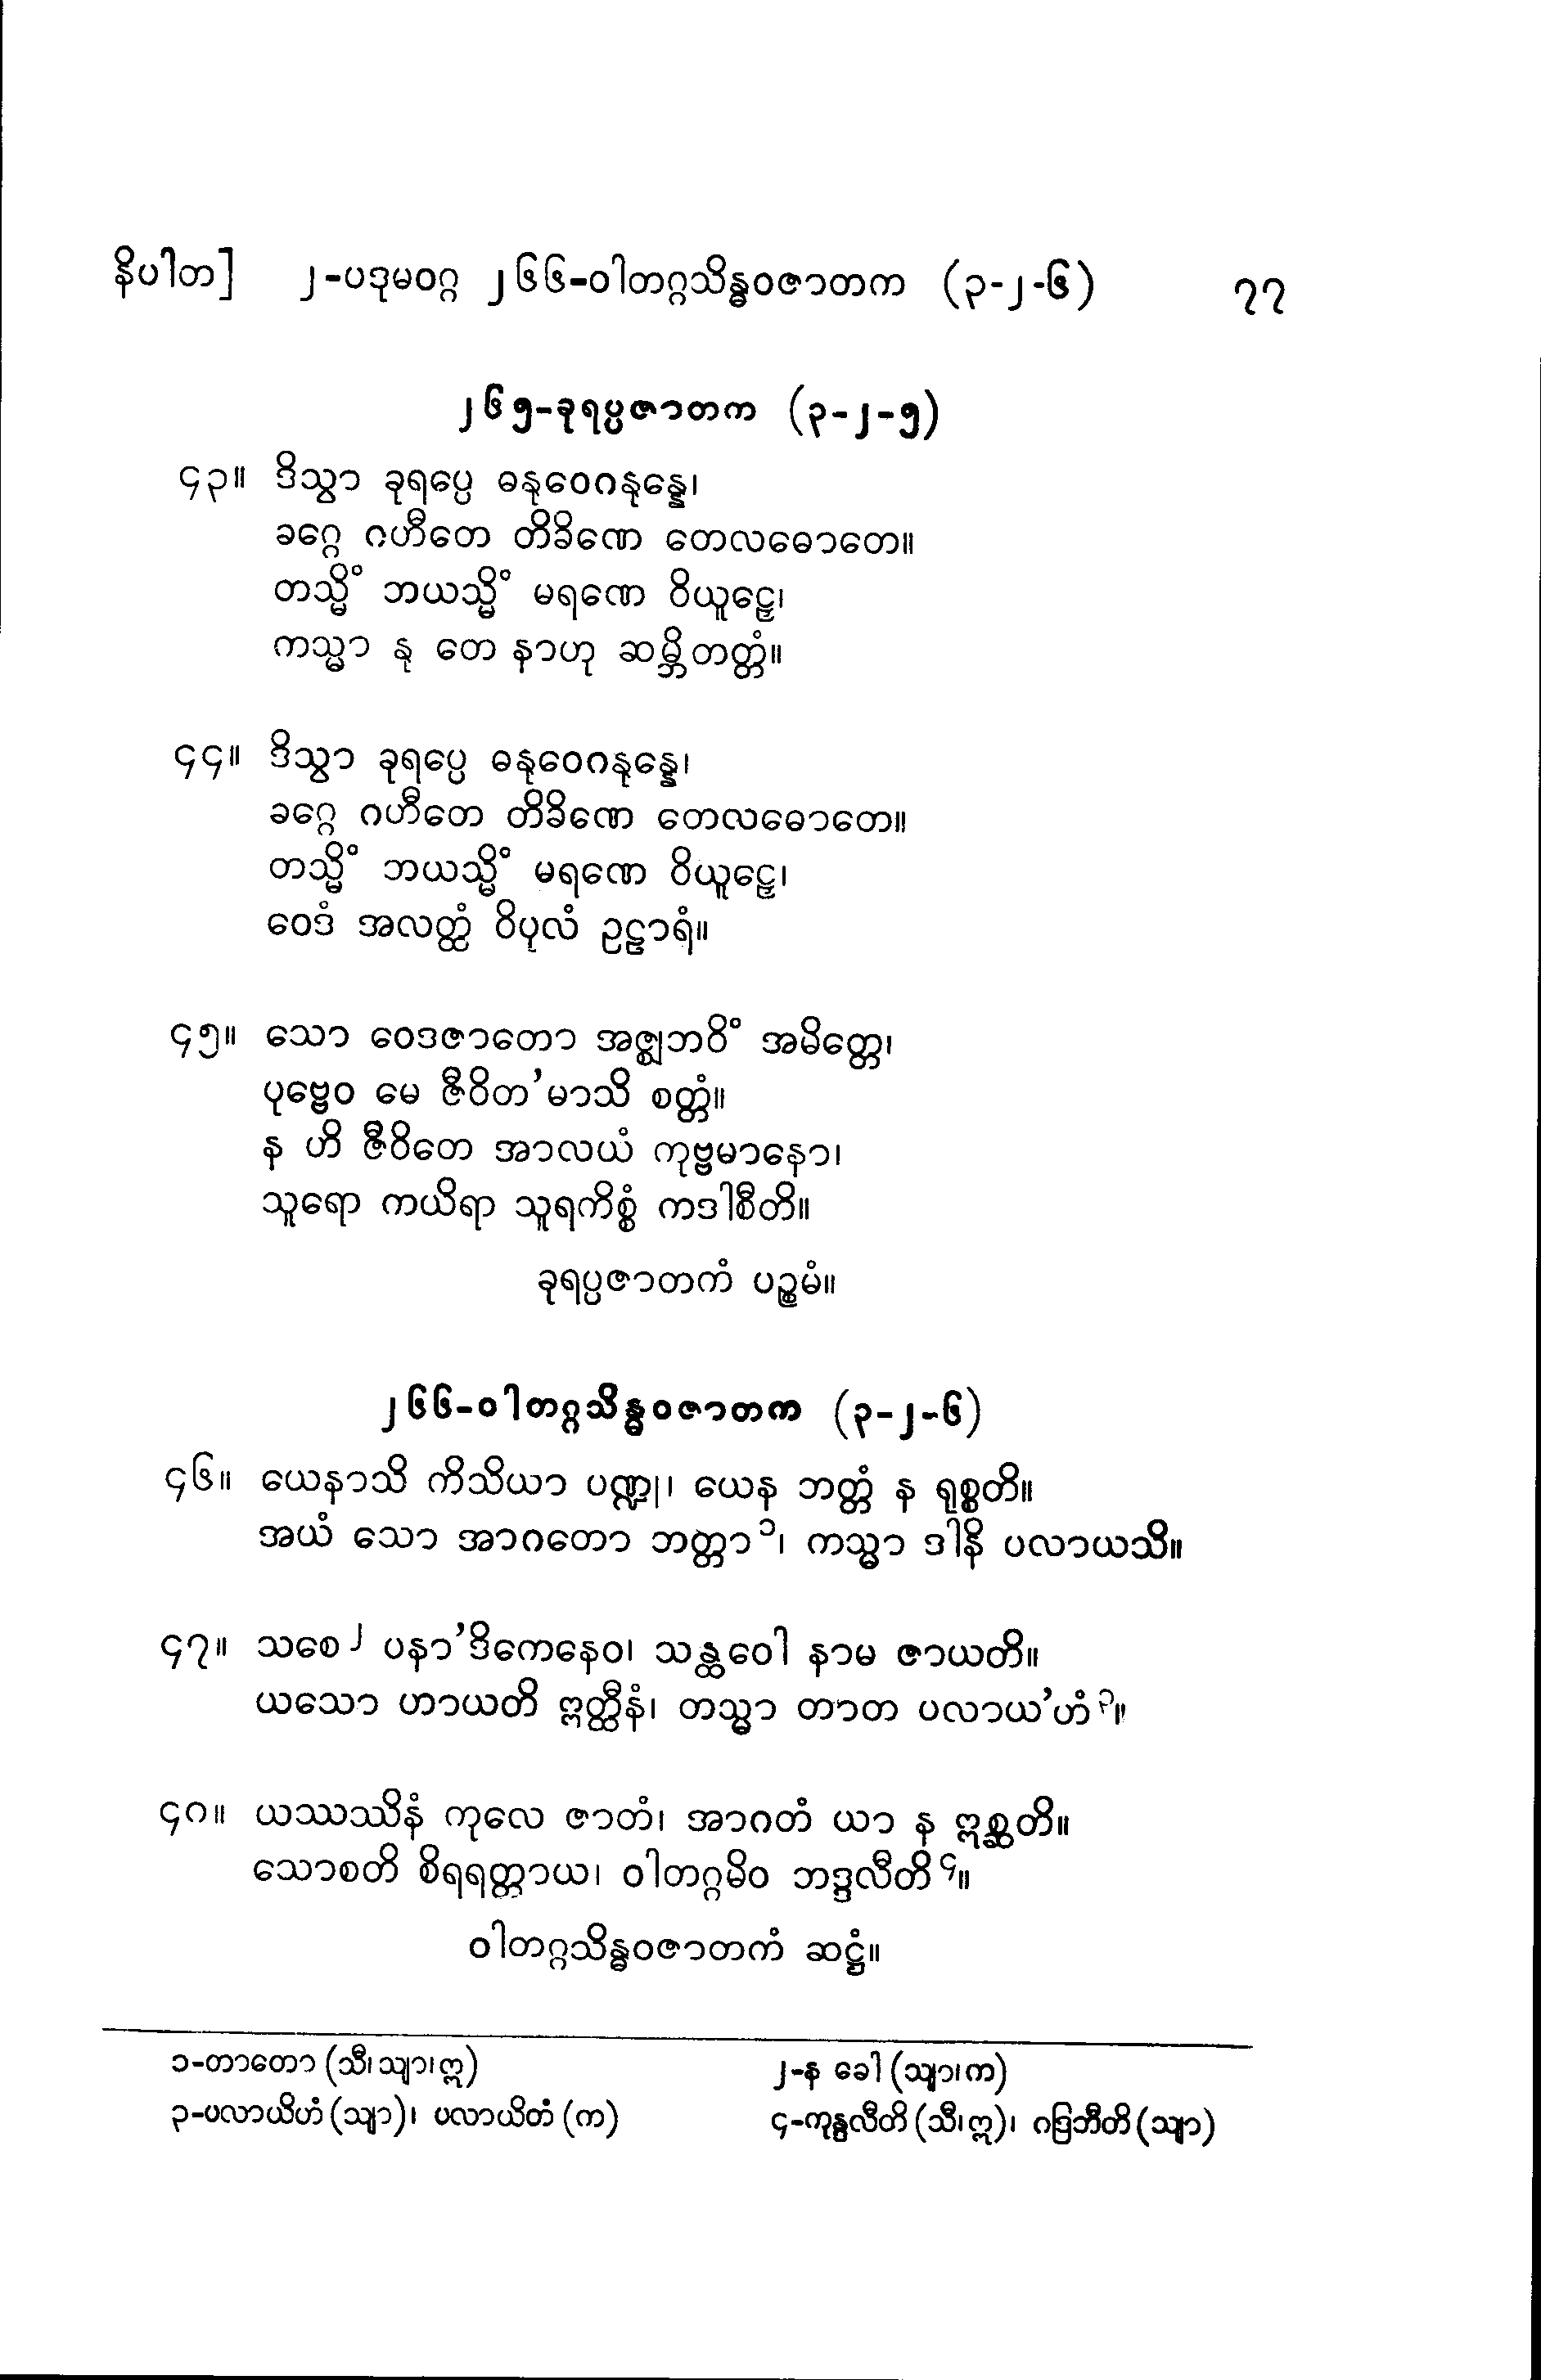 နိပါတ] ၂-ပဒုမဝဂ္ဂ ၂၆၆-ဝါတဂ္ဂသိန္ဓဝဇာတက (၃-၂-၆) ၇၇
၂၆၅-ခုရပ္ပဇာတက (၃-၂-၅)
၄၃။ ဒိသွာ ခုရပ္ပေ ဓနုဝေဂနုန္နေ၊
ခဂ္ဂေ ဂဟီတေ တိခိဏေ တေလဓောတေ။
တသ္မိံ ဘယသ္မိံ မရဏေ ဝိယူဠှေ၊
ကသ္မာ နု တေ နာဟု ဆမ္ဘိတတ္တံ။
၄၄။ ဒိသွာ ခုရပ္ပေ ဓနုဝေဂနုန္နေ၊
ခဂ္ဂေ ဂဟီတေ တိခိဏေ တေလဓောတေ။
တသ္မိံ ဘယသ္မိံ မရဏေ ဝိယူဠှေ၊
ဝေဒံ အလတ္ထံ ဝိပုလံ ဥဠာရံ။
၄၅။ သော ဝေဒဇာတော အဇ္ဈဘဝိံ အမိတ္တေ၊
ပုဗ္ဗေဝ မေ ဇီဝိတ’မာသိ စတ္တံ။
န ဟိ ဇီဝိတေ အာလယံ ကုဗ္ဗမာနော၊
သူရော ကယိရာ သူရကိစ္စံ ကဒါစီတိ။
ခုရပ္ပဇာတကံ ပဉ္စမံ။
၂၆၆-ဝါတဂ္ဂသိန္ဓဝဇာတက (၃-၂-၆)
၄၆။ ယေနာသိ ကိသိယာ ပဏ္ဍု၊ ယေန ဘတ္တံ န ရုစ္စတိ။
အယံ သော အာဂတော ဘတ္တာ၁၊ ကသ္မာ ဒါနိ ပလာယသိ။
၄၇။ သစေ၂ ပနာ’ဒိကေနေဝ၊ သန္ထဝေါ နာမ ဇာယတိ။
ယသော ဟာယတိ ဣတ္ထီနံ၊ တသ္မာ တာတ ပလာယ’ဟံ၃။
၄၈။ ယဿဿိနံ ကုလေ ဇာတံ၊ အာဂတံ ယာ န ဣစ္ဆတိ။
သောစတိ စိရရတ္တာယ၊ ဝါတဂ္ဂမိဝ ဘဒ္ဒလီတိ၄။
ဝါတဂ္ဂသိန္ဓဝဇာတကံ ဆဋ္ဌံ။
၁-တာတော (သီ၊သျာ၊ဣ) ၂-န ခေါ (သျာ၊က)
၃-ပလာယိဟံ (သျာ)၊ ပလာယိတံ (က) ၄-ကုန္ဒလီတိ (သီ၊ဣ)၊ ဂဒြဘီတိ (သျာ)